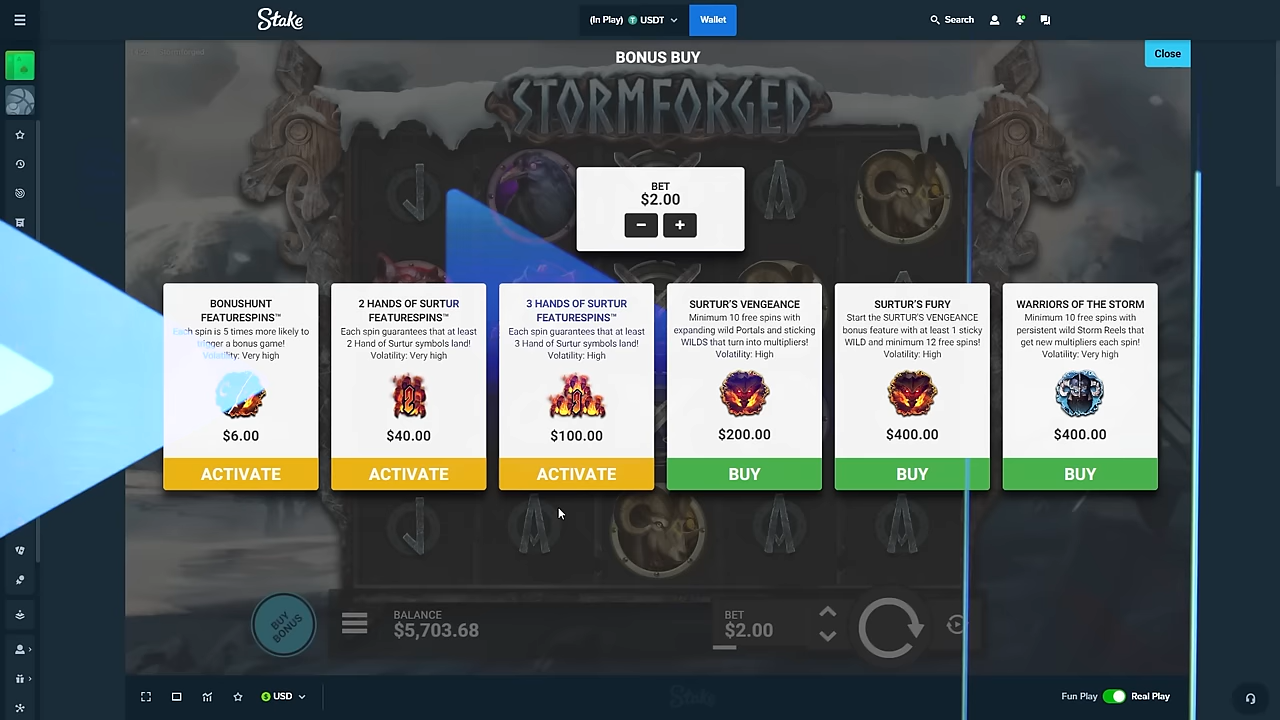 Stake
(In Play) USDT
Wallet
Search
BONUS BUY
Close
STORMFORGED
BET
$2.00
BONUSHUNT
FEATURESPINS™
Each spin is 5 times more likely to
trigger a bonus game!
Volatility: Very high
$6.00
ACTIVATE
2 HANDS OF SURTUR
FEATURESPINS™
Each spin guarantees that at least
2 Hand of Surtur symbols land!
Volatility: Very high
$40.00
ACTIVATE
3 HANDS OF SURTUR
FEATURESPINS™
Each spin guarantees that at least
3 Hand of Surtur symbols land!
Volatility: High
$100.00
ACTIVATE
SURTUR'S VENGEANCE
Minimum 10 free spins with
expanding wild Portals and sticking
WILDS that turn into multipliers!
Volatility: High
$200.00
BUY
SURTUR'S FURY
Start the SURTUR'S VENGEANCE
bonus feature with at least 1 sticky
WILD and minimum 12 free spins!
Volatility: High
$400.00
BUY
WARRIORS OF THE STORM
Minimum 10 free spins with
persistent wild Storm Reels that
get new multipliers each spin!
Volatility: Very high
$400.00
BUY
BUY
BONUS
BALANCE
$5,703.68
BET
$2.00
USD
Stake
Fun Play
Real Play